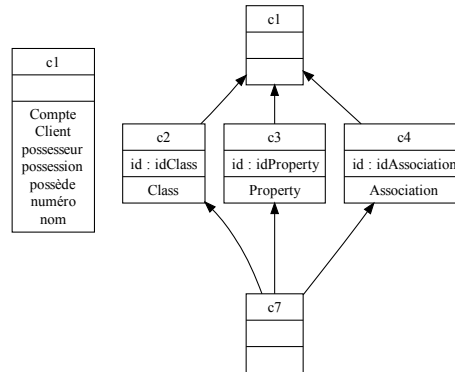 c1
Compte
Client
possesseur
possession
possède
numéro
nom
c1
c2
id : idClass
Class
c3
id : idProperty
Property
c4
id : idAssociation
Association
c7